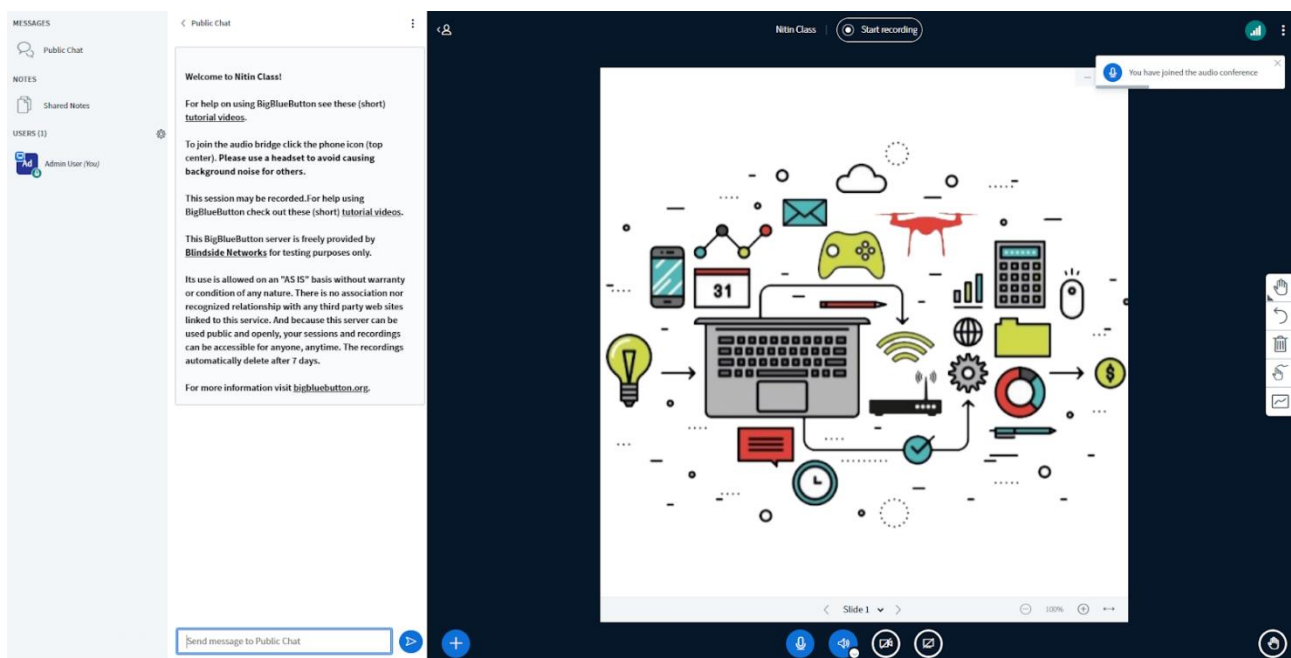 MESSAGES
Public Chat
NOTES
Shared Notes
USERS (1)
Ad
Admin User (You)
Public Chat
Welcome to Nitin Class!
For help on using BigBlueButton see these (short)
tutorial videos.
To join the audio bridge click the phone icon (top
center). Please use a headset to avoid causing
background noise for others.
This session may be recorded.For help using
BigBlueButton check out these (short) tutorial videos.
This BigBlueButton server is freely provided by
Blindside Networks for testing purposes only.
Its use is allowed on an "AS IS" basis without warranty
or condition of any nature. There is no association nor
recognized relationship with any third party web sites
linked to this service. And because this server can be
used public and openly, your sessions and recordings
can be accessible for anyone, anytime. The recordings
automatically delete after 7 days.
For more information visit bigbluebutton.org.
Send message to Public Chat
Nitin Class
Start recording
You have joined the audio conference
31
$
Slide 1
100%